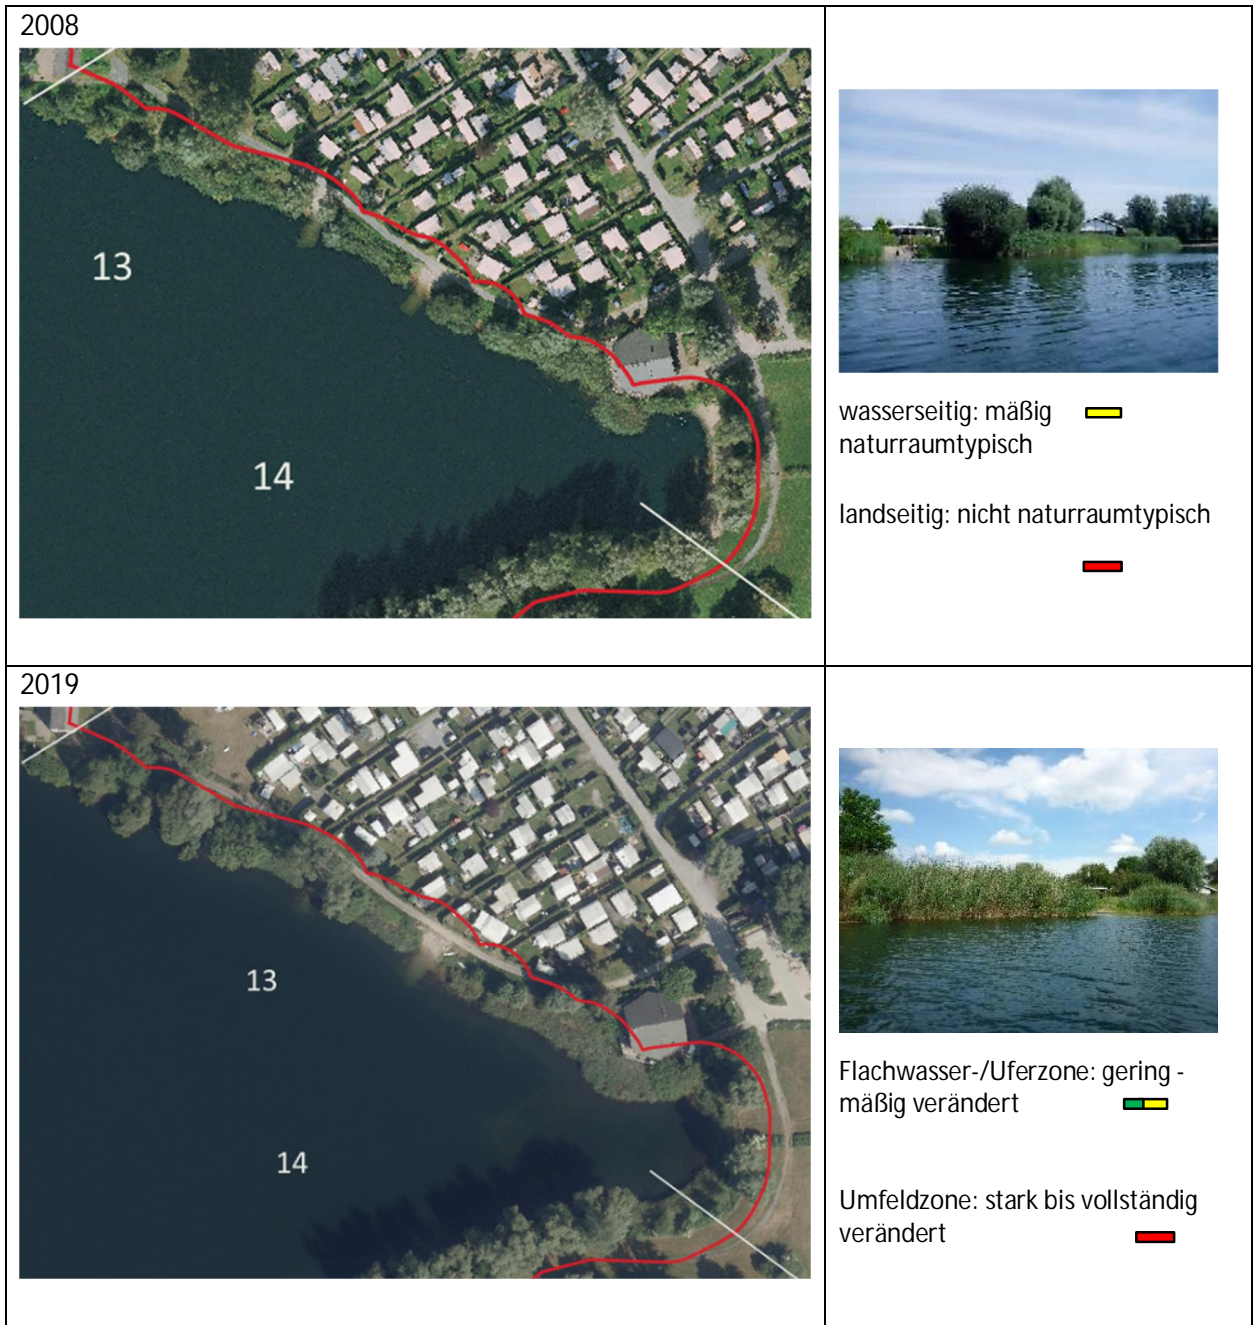 2008
13
14
wasserseitig: mäßig
naturraumtypisch
landseitig: nicht naturraumtypisch
2019
13
14
Flachwasser-/Uferzone: gering -
mäßig verändert
Umfeldzone: stark bis vollständig
verändert